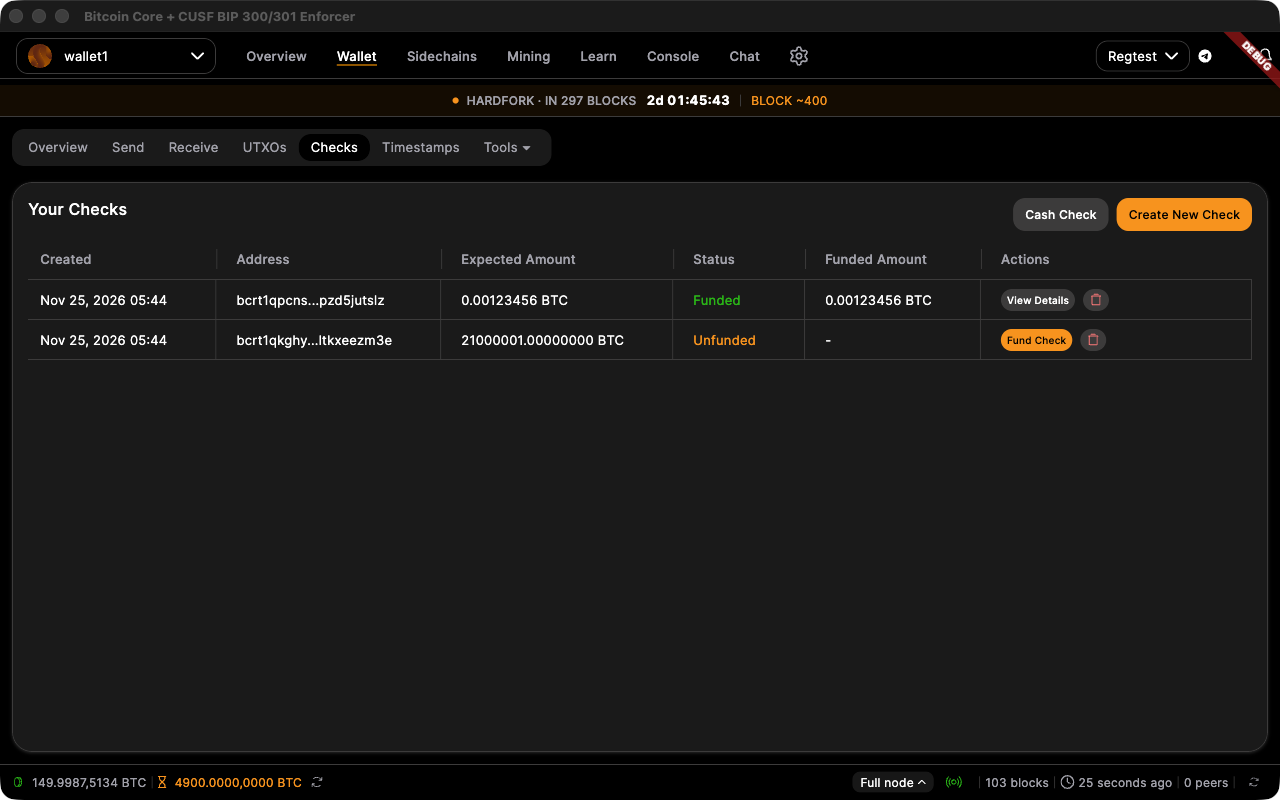 Bitcoin Core + CUSF BIP 300/301 Enforcer
wallet1 Overview Wallet Sidechains Mining Learn Console Chat Regtest DEBUG
HARDFORK · IN 297 BLOCKS 2d 01:45:43 BLOCK ~400
Overview Send Receive UTXOs Checks Timestamps Tools
Your Checks Cash Check Create New Check
Created Address Expected Amount Status Funded Amount Actions
Nov 25, 2026 05:44 bcrt1qpcns...pzd5jutslz 0.00123456 BTC Funded 0.00123456 BTC View Details
Nov 25, 2026 05:44 bcrt1qkghy...ltkxeezm3e 21000001.00000000 BTC Unfunded - Fund Check
149.9987,5134 BTC 4900.0000,0000 BTC Full node 103 blocks 25 seconds ago 0 peers